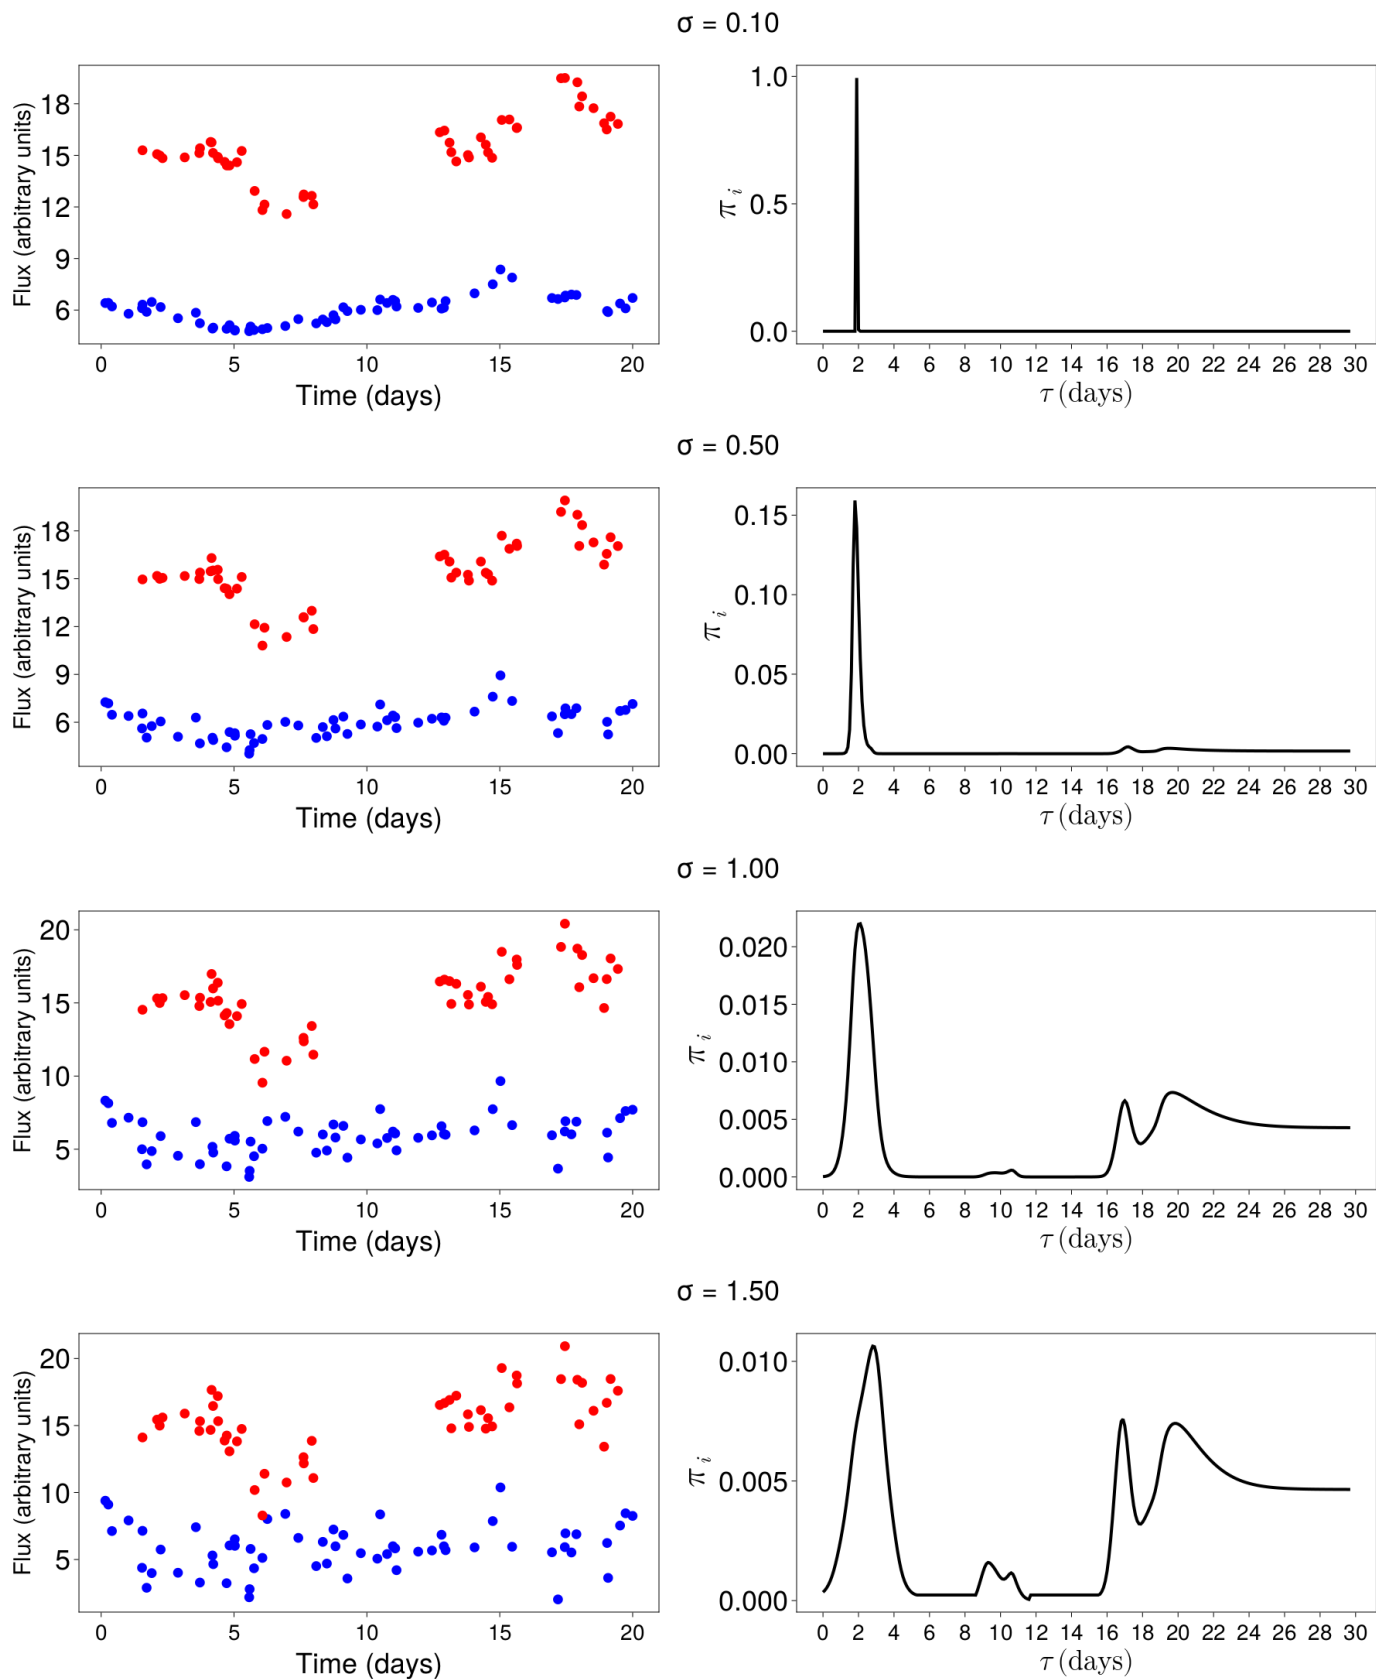 σ = 0.10
Flux (arbitrary units)
18
15
12
9
6
0 5 10 15 20
Time (days)
π i
1.0
0.5
0.0
0 2 4 6 8 10 12 14 16 18 20 22 24 26 28 30
τ (days)
σ = 0.50
Flux (arbitrary units)
18
15
12
9
6
0 5 10 15 20
Time (days)
π i
0.15
0.10
0.05
0.00
0 2 4 6 8 10 12 14 16 18 20 22 24 26 28 30
τ (days)
σ = 1.00
Flux (arbitrary units)
20
15
10
5
0 5 10 15 20
Time (days)
π i
0.020
0.015
0.010
0.005
0.000
0 2 4 6 8 10 12 14 16 18 20 22 24 26 28 30
τ (days)
σ = 1.50
Flux (arbitrary units)
20
15
10
5
0 5 10 15 20
Time (days)
π i
0.010
0.005
0.000
0 2 4 6 8 10 12 14 16 18 20 22 24 26 28 30
τ (days)